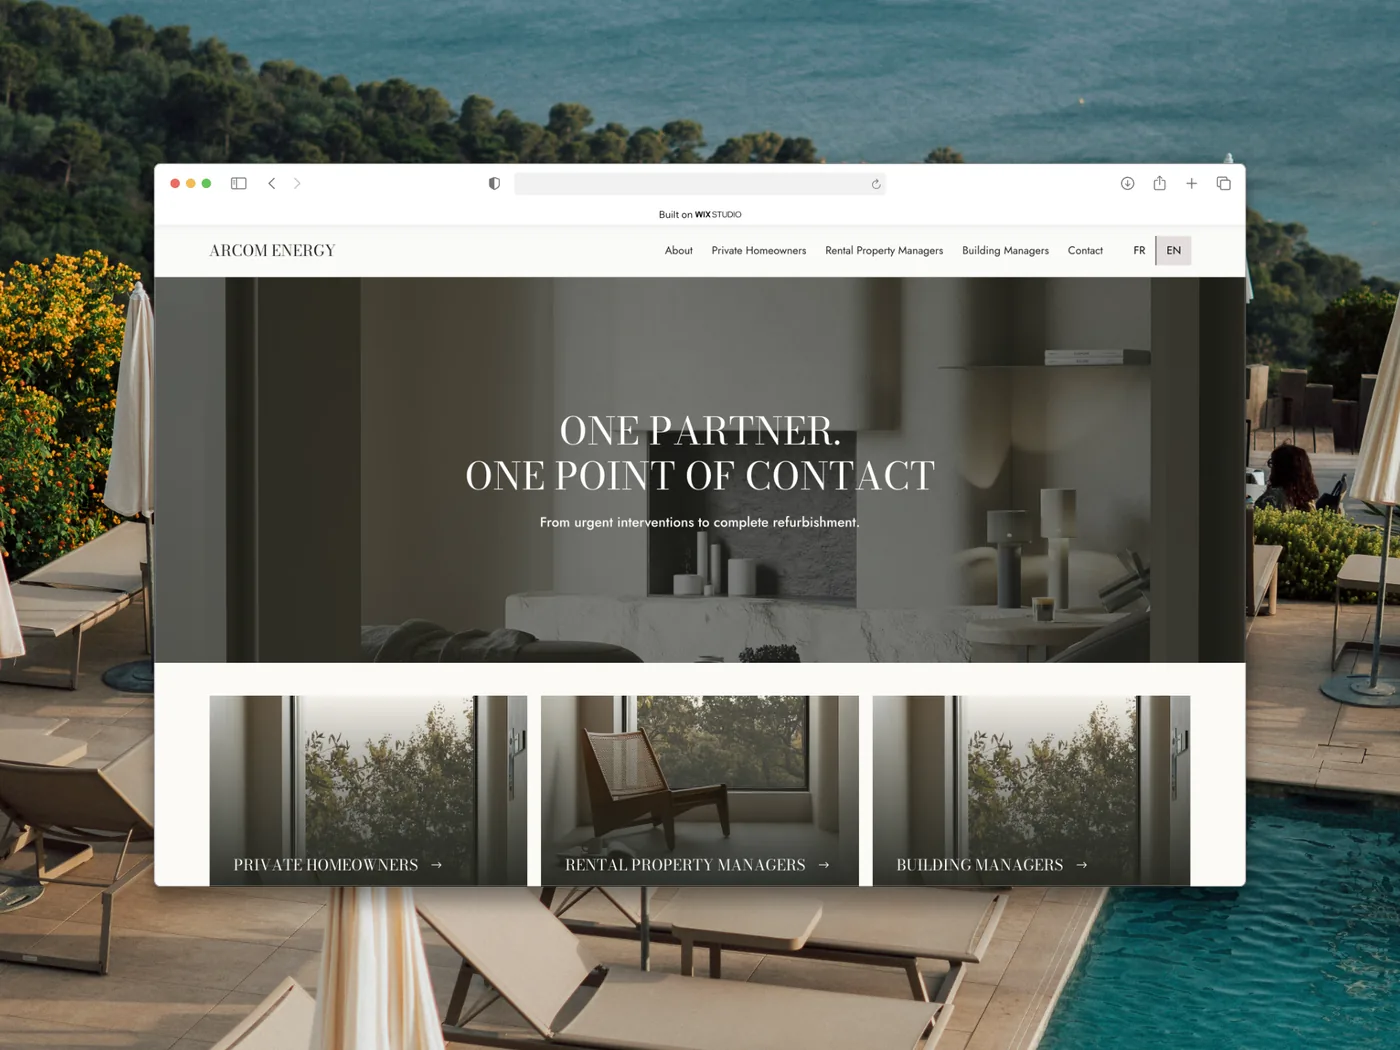 Built on WIX STUDIO
ARCOM ENERGY
About
Private Homeowners
Rental Property Managers
Building Managers
Contact
FR
EN
ONE PARTNER.
ONE POINT OF CONTACT
From urgent interventions to complete refurbishment.
PRIVATE HOMEOWNERS →
RENTAL PROPERTY MANAGERS →
BUILDING MANAGERS →